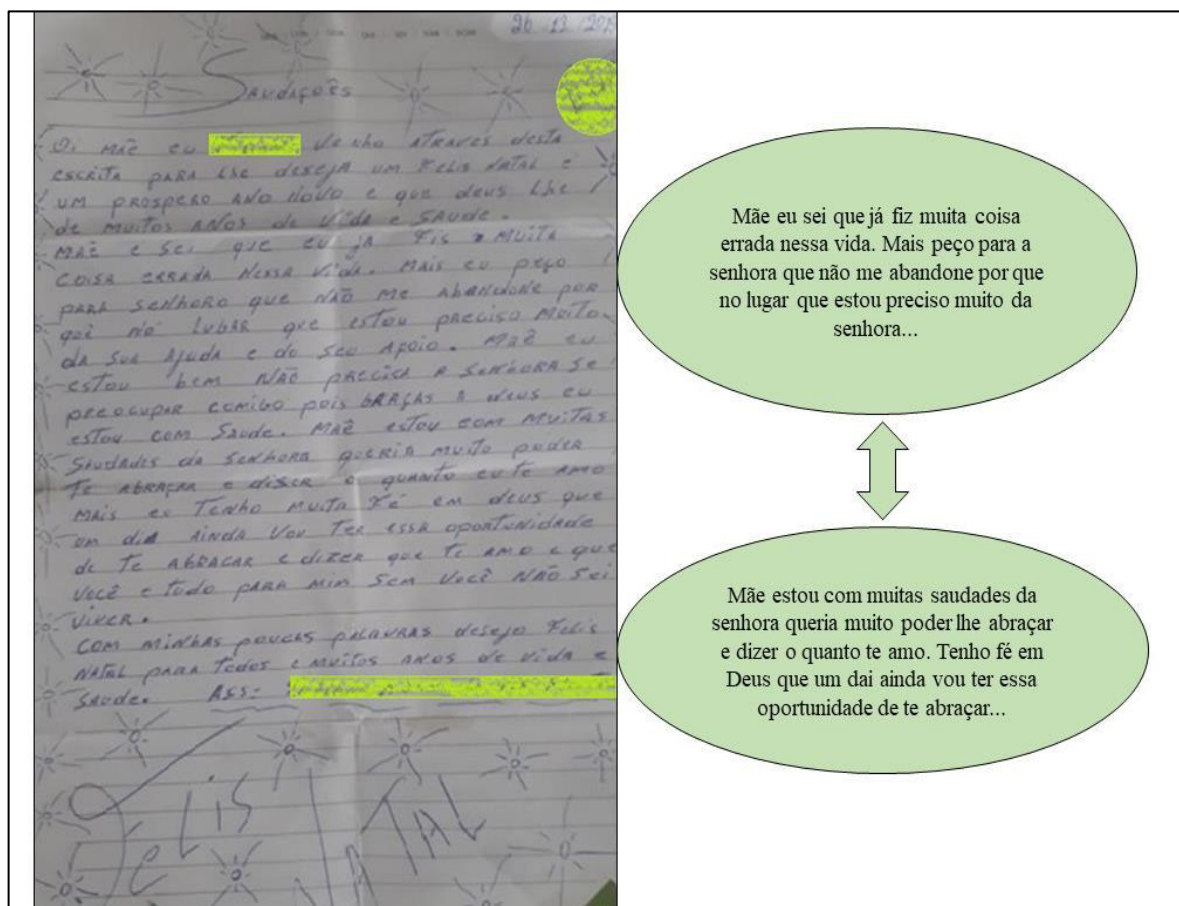 26 / 12 / 201
SAUDAÇOÊS
Oi MÃE EU Venho ATRAVES desTA
escriTA PARA Lhe desejA UM Felis NATAL E
UM PROSPERO ANO NOVO e que deus Lhe
de muiTos ANOS de Vida e SAUDE.
MÃE e sei que eu JA Fis MuiTA
COISA ERRADA NessA Vida. MAis eu peço
PARA SenhoRo que NÃO me AbANdone por
que no Lugar que esTou preciso MuiTo
dA SuA AjudA e do seu Apoio. MÃE eu
esTou bem NÃO precisA A senhoRA se
preocupar comigo pois GRAÇAS A deus eu
esTou com SAude. MÃE esTou com muiTAS
SAudAdes dA senhoRA queria muiTo poder
Te AbRAÇAR e diseR o quanTo eu Te AMO
MAis eu Tenho muiTA Fé em deus que
um diA AindA Vou TeR essA oporTunidAde
de Te AbRACAR e dizer que Te AMO e que
Você e Tudo PARA Mim Sem Você NÃO Sei
ViVeR.
COM MiNhAS poucAs pALAVRAS desejo Felis
NATAL pARA Todos e MuiTos ANOS de Vida e
SAude. ASS:
FeLIS NATAL
Mãe eu sei que já fiz muita coisa
errada nessa vida. Mais peço para a
senhora que não me abandone por que
no lugar que estou preciso muito da
senhora...
Mãe estou com muitas saudades da
senhora queria muito poder lhe abraçar
e dizer o quanto te amo. Tenho fé em
Deus que um dai ainda vou ter essa
oportunidade de te abraçar...